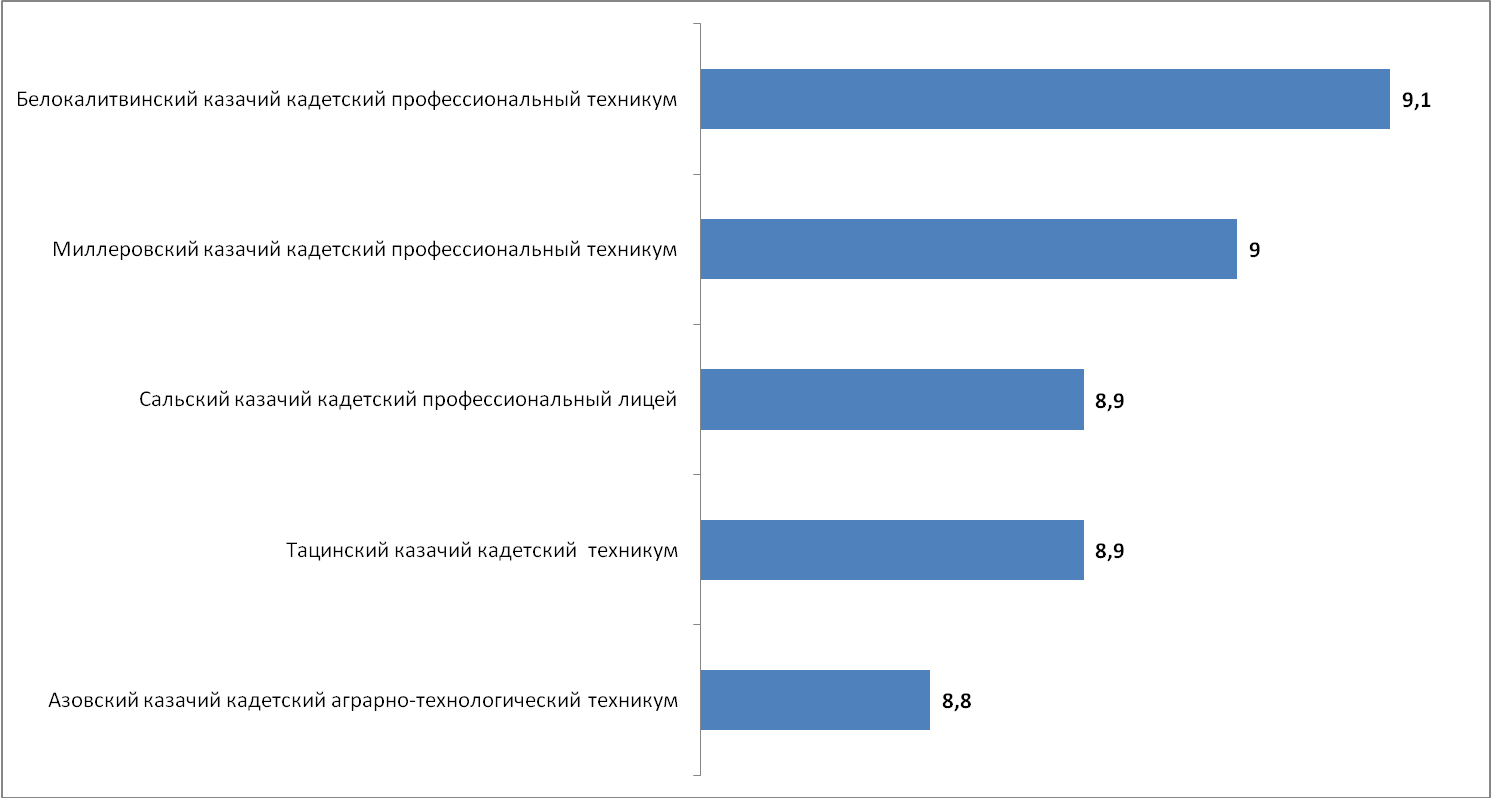 Белокалитвинский казачий кадетский профессиональный техникум 9,1
Миллеровский казачий кадетский профессиональный техникум 9
Сальский казачий кадетский профессиональный лицей 8,9
Тацинский казачий кадетский  техникум 8,9
Азовский казачий кадетский аграрно-технологический техникум 8,8